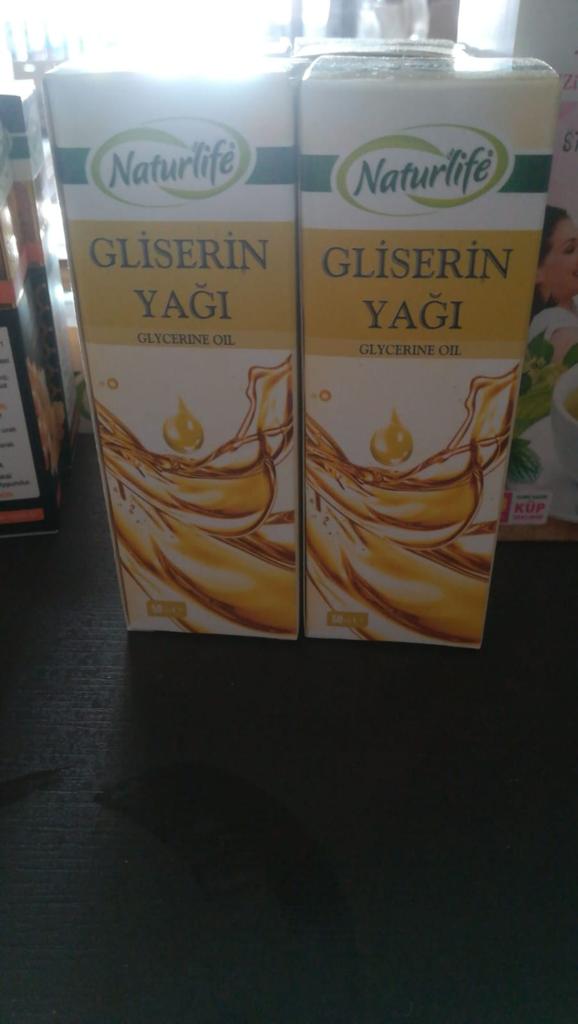 Naturlife
GLİSERİN
YAĞI
GLYCERINE OIL
Naturlife
GLİSERİN
YAĞI
GLYCERINE OIL
KÜP